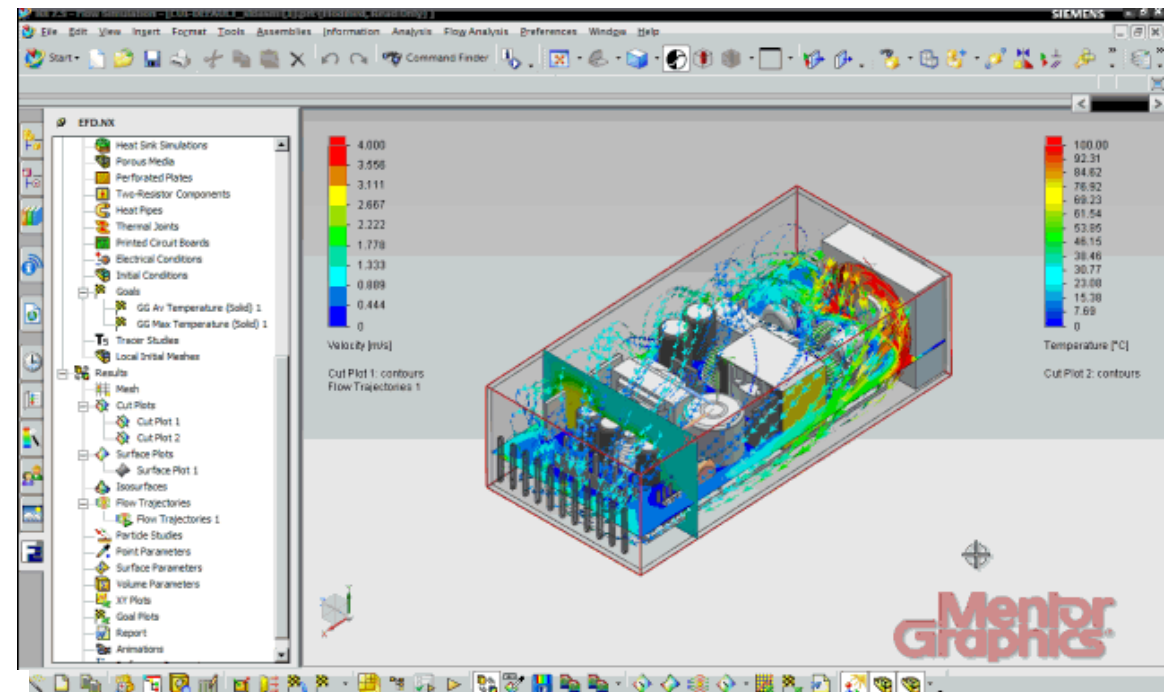 SIEMENS
File Edit View Insert Format Tools Assemblies Information Analysis Flow Analysis Preferences Window Help
Start
Command Finder
EFD.NX
Heat Sink Simulations
Porous Media
Perforated Plates
Two-Resistor Components
Heat Pipes
Thermal Joints
Printed Circuit Boards
Electrical Conditions
Initial Conditions
Goals
GG Av Temperature (Solid) 1
GG Max Temperature (Solid) 1
Tracer Studies
Local Initial Meshes
Results
Mesh
Cut Plots
Cut Plot 1
Cut Plot 2
Surface Plots
Surface Plot 1
Isosurfaces
Flow Trajectories
Flow Trajectories 1
Particle Studies
Point Parameters
Surface Parameters
Volume Parameters
XY Plots
Goal Plots
Report
Animations
4.000
3.556
3.111
2.667
2.222
1.778
1.333
0.889
0.444
0
Velocity [m/s]
Cut Plot 1: contours
Flow Trajectories 1
100.00
92.31
84.62
76.92
69.23
61.54
53.85
46.15
38.46
30.77
23.08
15.38
7.69
0
Temperature [°C]
Cut Plot 2: contours
Mentor
Graphics